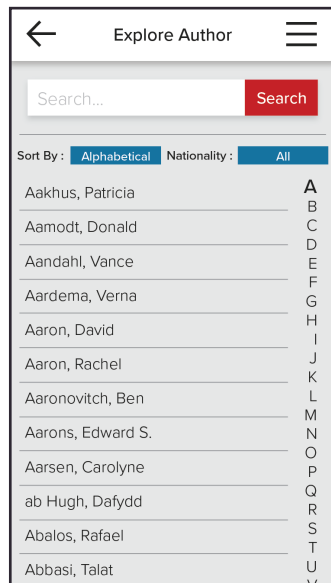 Explore Author
Search...
Search
Sort By : Alphabetical Nationality : All
Aakhus, Patricia
Aamodt, Donald
Aandahl, Vance
Aardema, Verna
Aaron, David
Aaron, Rachel
Aaronovitch, Ben
Aarons, Edward S.
Aarsen, Carolyne
ab Hugh, Dafydd
Abalos, Rafael
Abbasi, Talat
A
B
C
D
E
F
G
H
I
J
K
L
M
N
O
P
Q
R
S
T
U